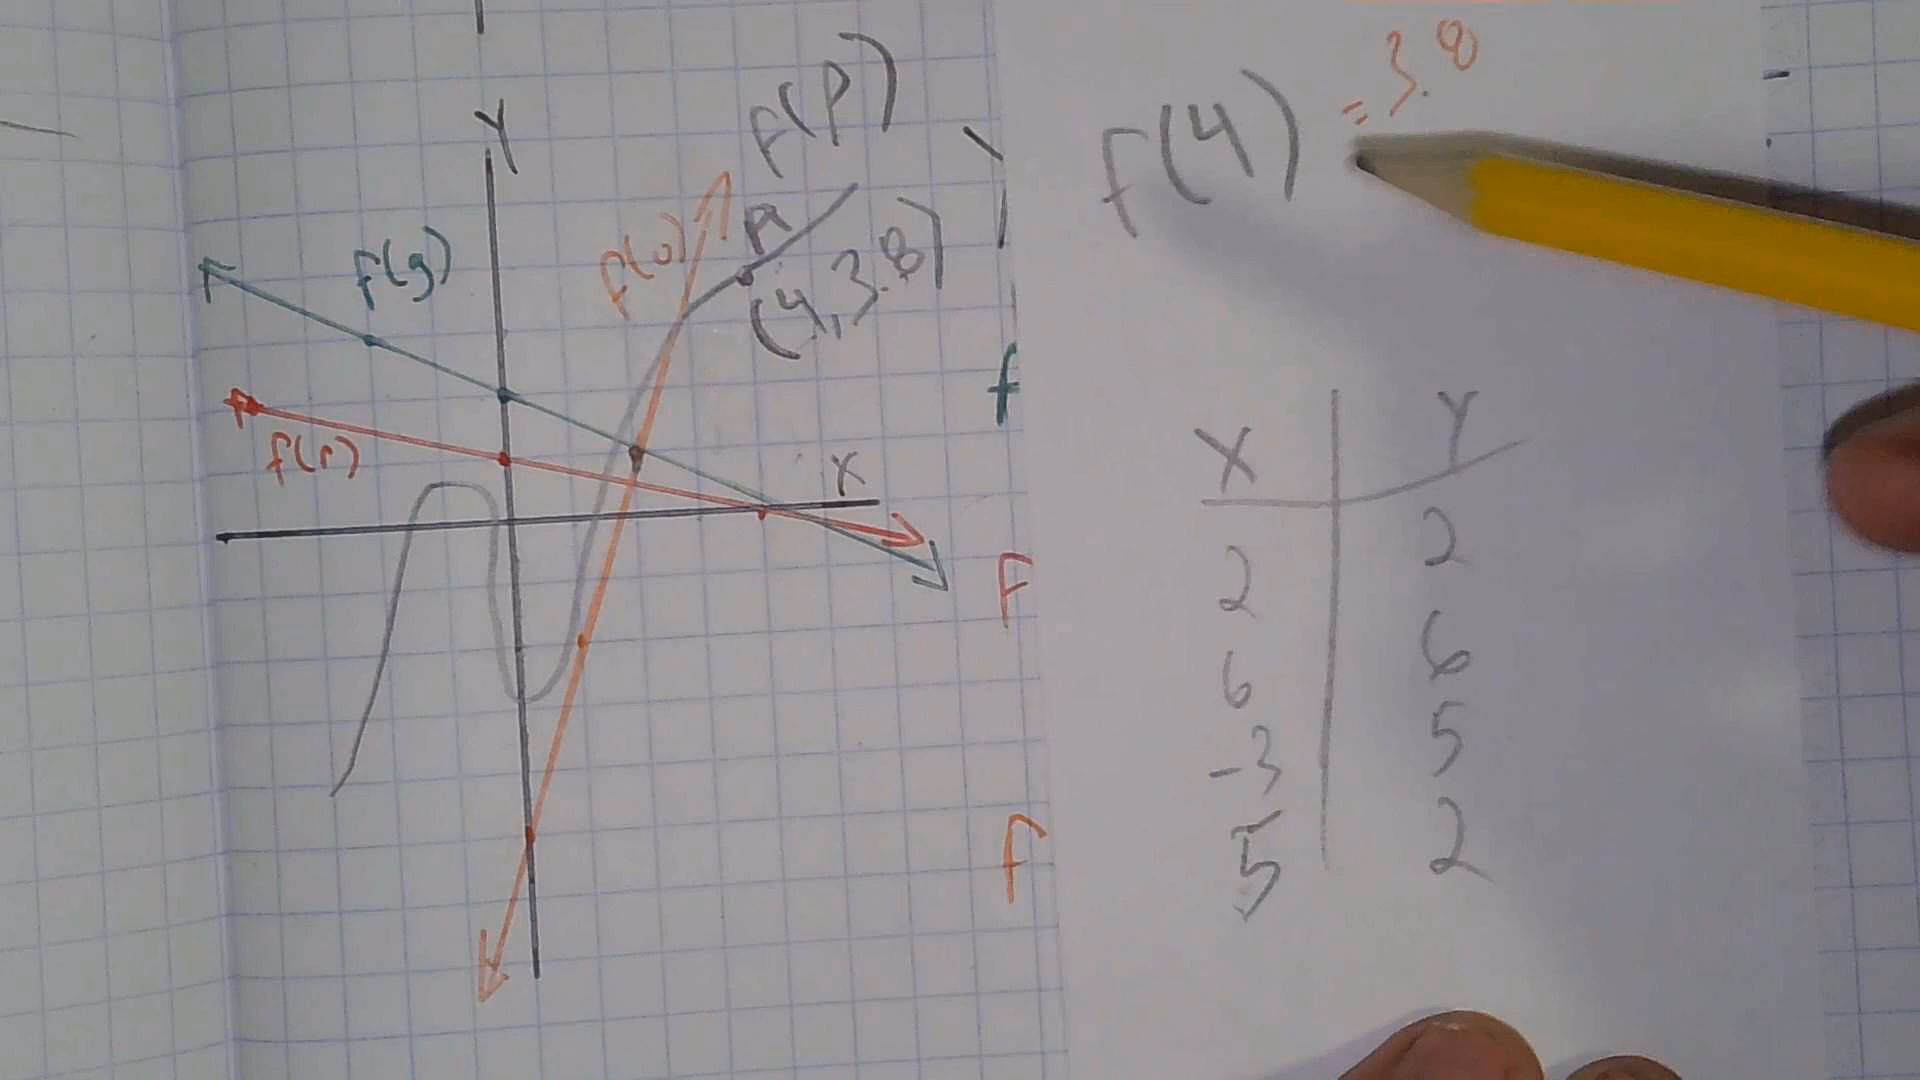 Y
F(P)
f(g)
f(o)
A
(4,3.8)
f(r)
X
f(4) = 3.8
X Y
2 2
6 6
-3 5
5 2
f
F
F